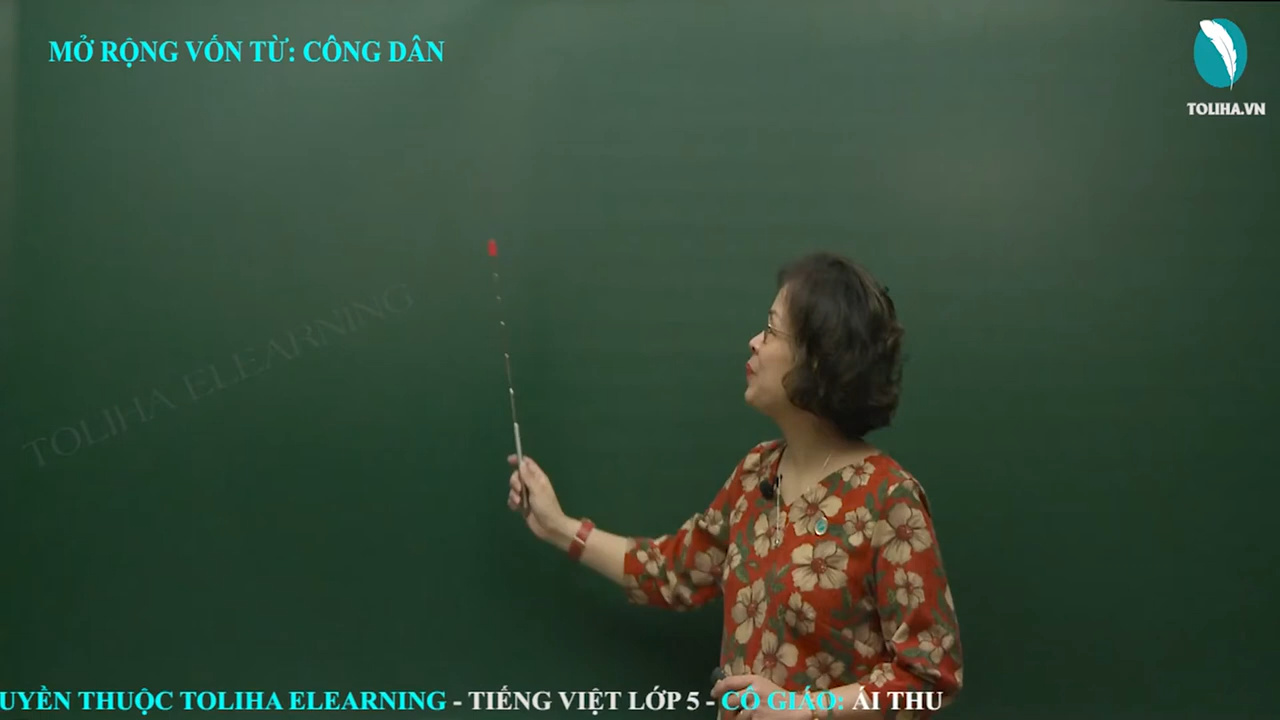 MỞ RỘNG VỐN TỪ: CÔNG DÂN
TOLIHA.VN
TOLIHA ELEARNING
UYỀN THUỘC TOLIHA ELEARNING - TIẾNG VIỆT LỚP 5 - CÔ GIÁO: ÁI THU